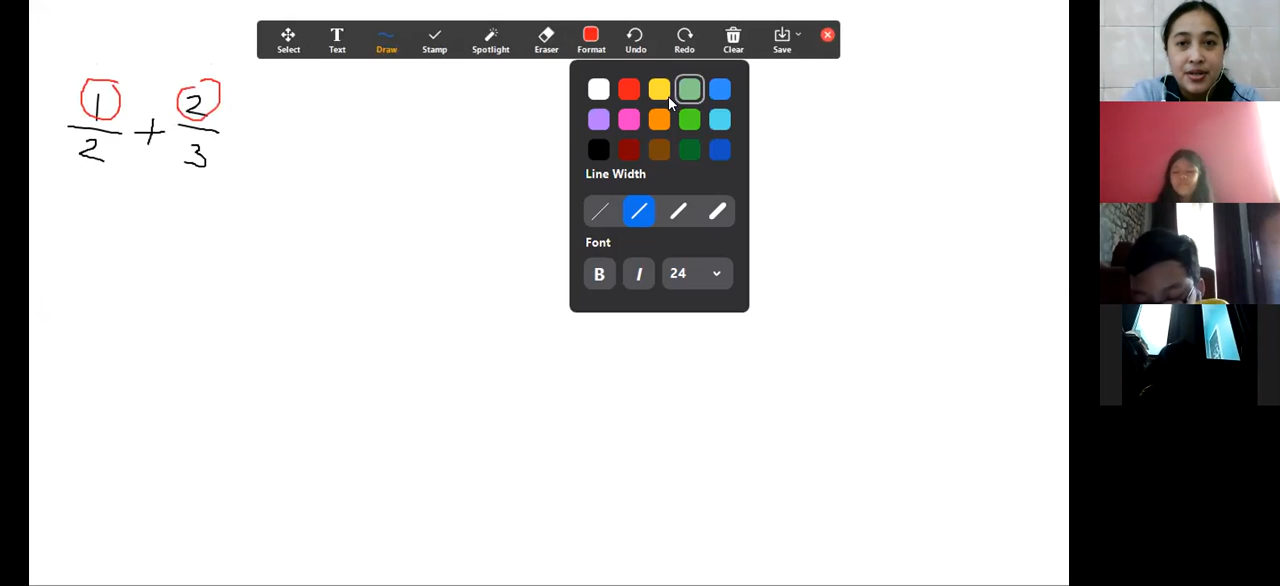 Select Text Draw Stamp Spotlight Eraser Format Undo Redo Clear Save
1/2 + 2/3
Line Width
Font
B I 24